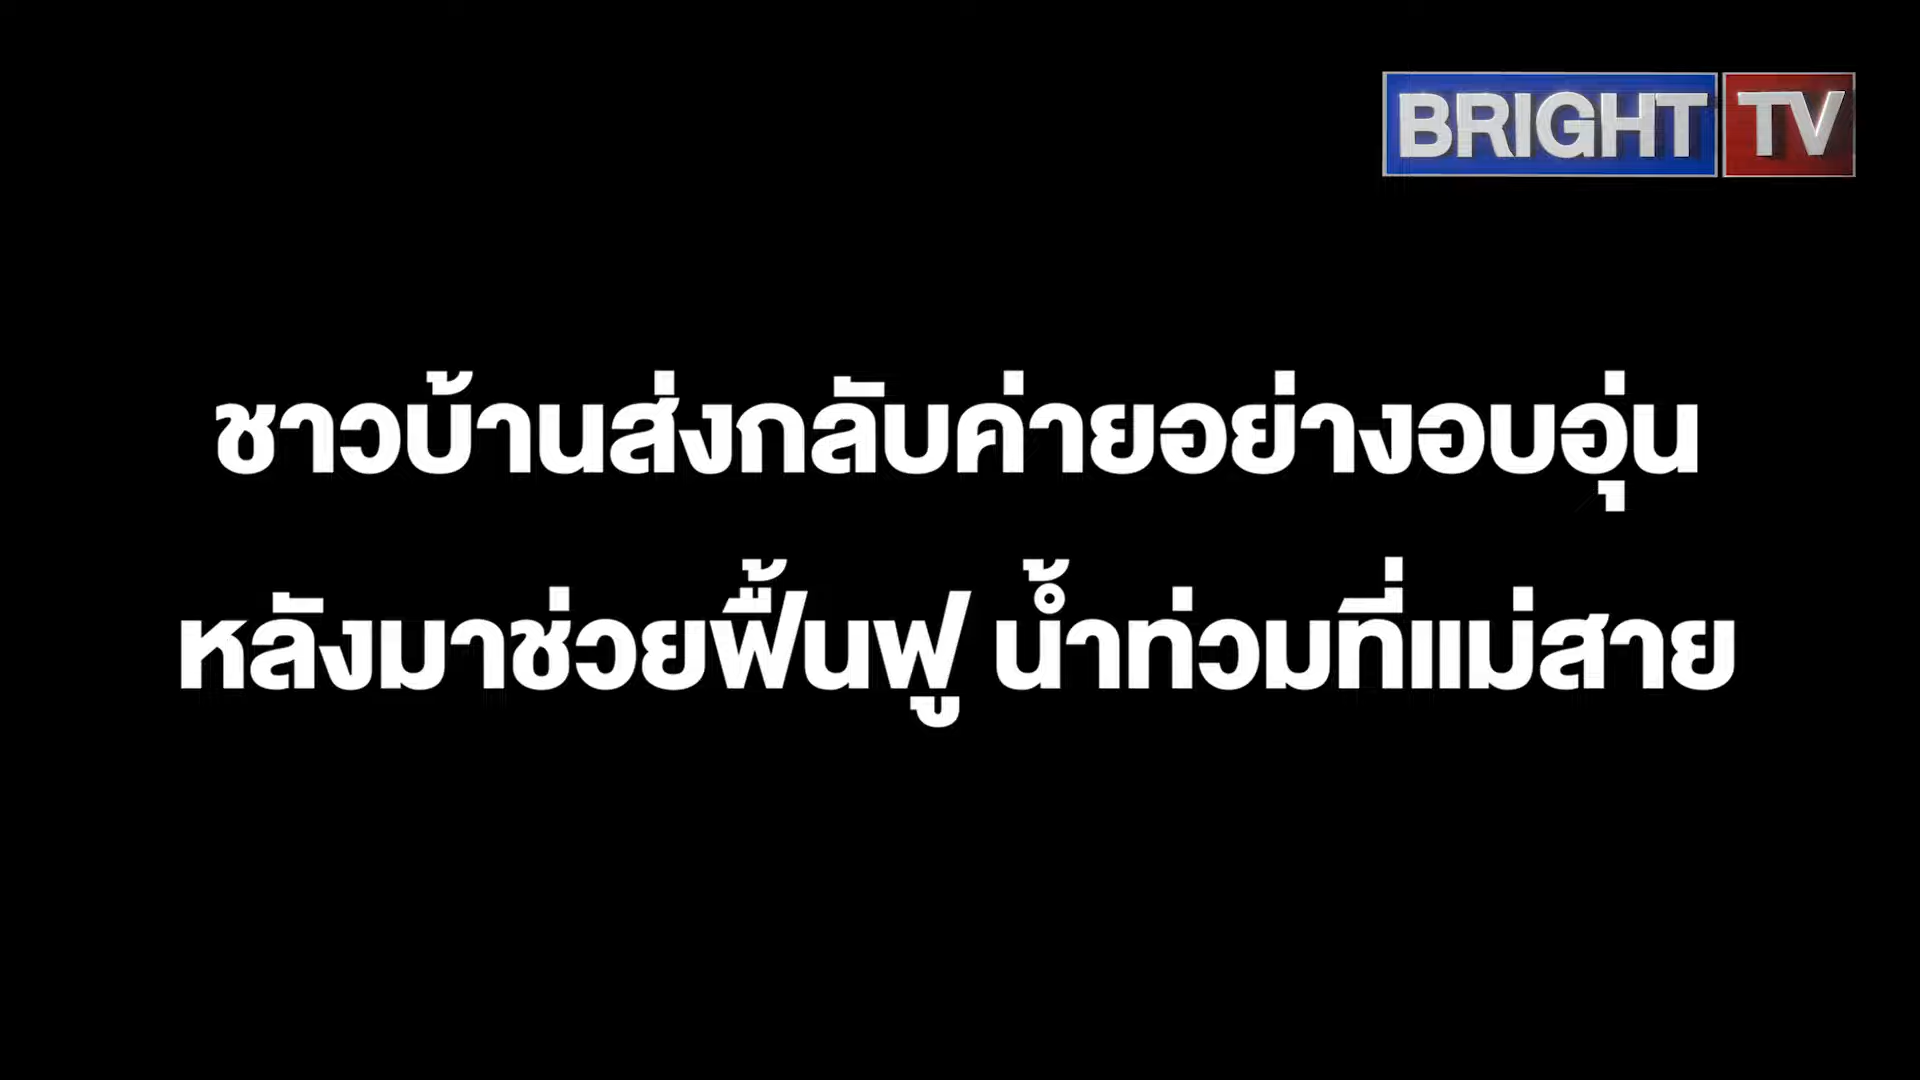 BRIGHT TV
ชาวบ้านส่งกลับค่ายอย่างอบอุ่น
หลังมาช่วยฟื้นฟู น้ำท่วมที่แม่สาย